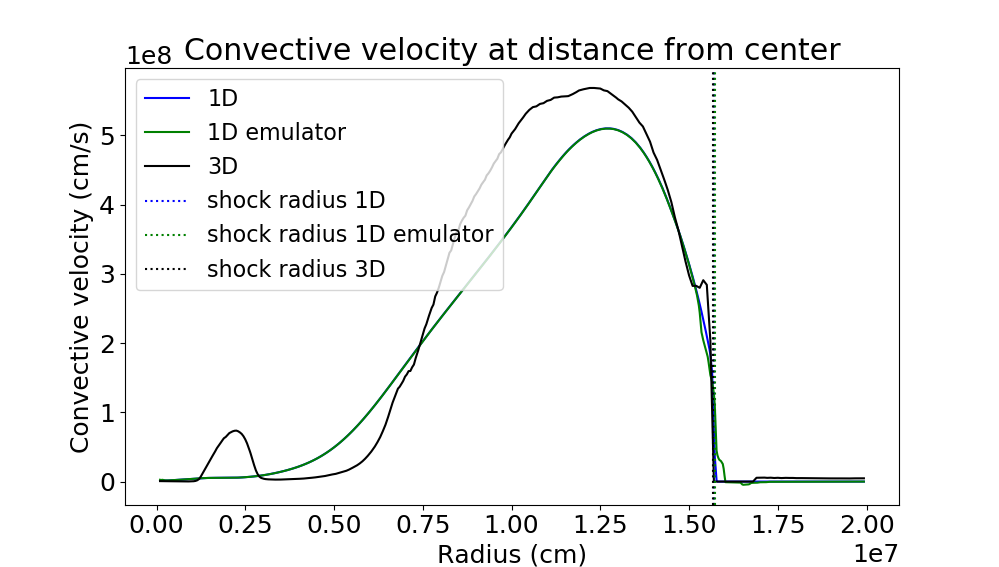 Convective velocity at distance from center
1e8
1D
1D emulator
3D
shock radius 1D
shock radius 1D emulator
shock radius 3D
Convective velocity (cm/s)
5
4
3
2
1
0
0.00 0.25 0.50 0.75 1.00 1.25 1.50 1.75 2.00
Radius (cm)
1e7